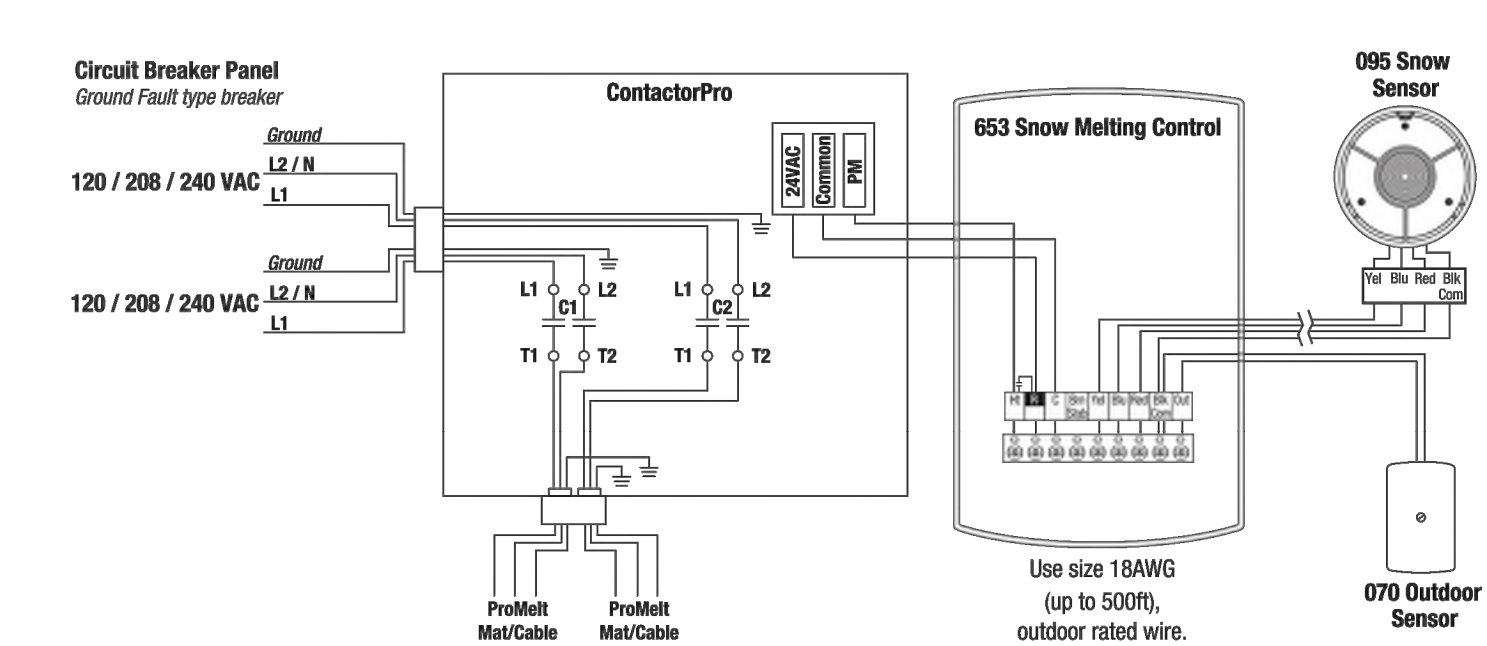 Circuit Breaker Panel
Ground Fault type breaker
Ground
L2 / N
120 / 208 / 240 VAC
L1
Ground
L2 / N
120 / 208 / 240 VAC
L1
ContactorPro
24VAC
Common
PM
L1
L2
C1
T1
T2
L1
L2
C2
T1
T2
ProMelt
Mat/Cable
ProMelt
Mat/Cable
653 Snow Melting Control
Ht
R
C
Yel
Blu
Red
Blk
Com
Out
Use size 18AWG
(up to 500ft),
outdoor rated wire.
095 Snow
Sensor
Yel Blu Red Blk
Com
070 Outdoor
Sensor